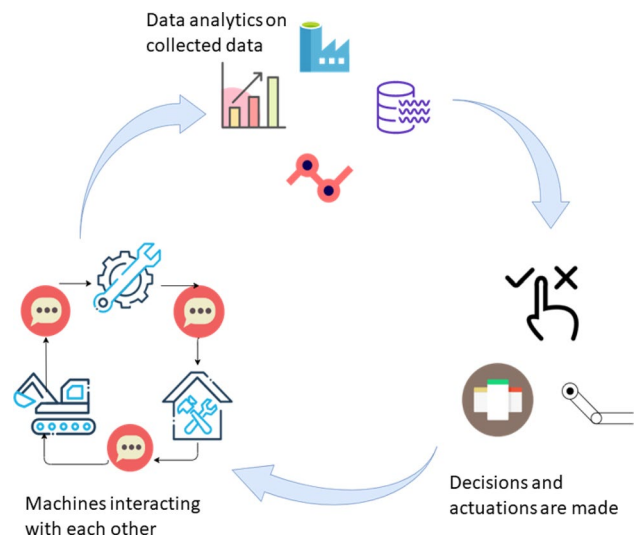 Data analytics on
collected data
Decisions and
actuations are made
Machines interacting
with each other